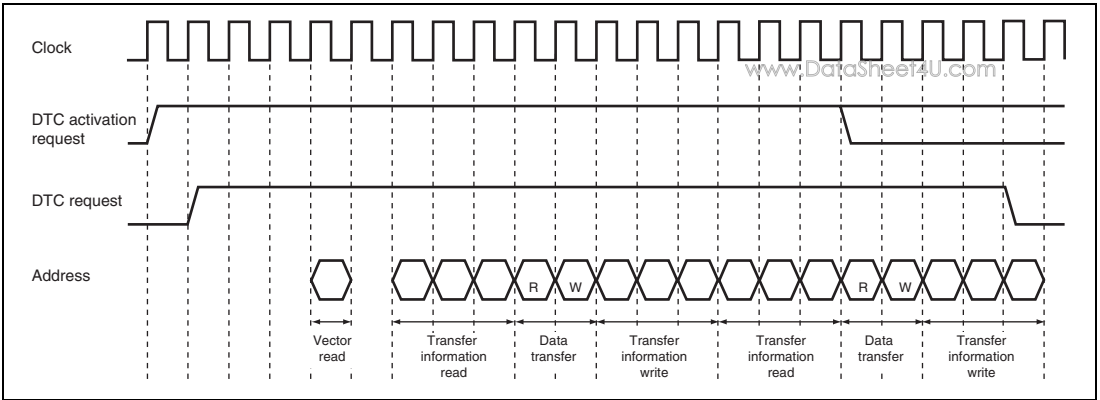 Clock
www.DataSheet4U.com
DTC activation
request
DTC request
Address
R W R W
Vector
read
Transfer
information
read
Data
transfer
Transfer
information
write
Transfer
information
read
Data
transfer
Transfer
information
write